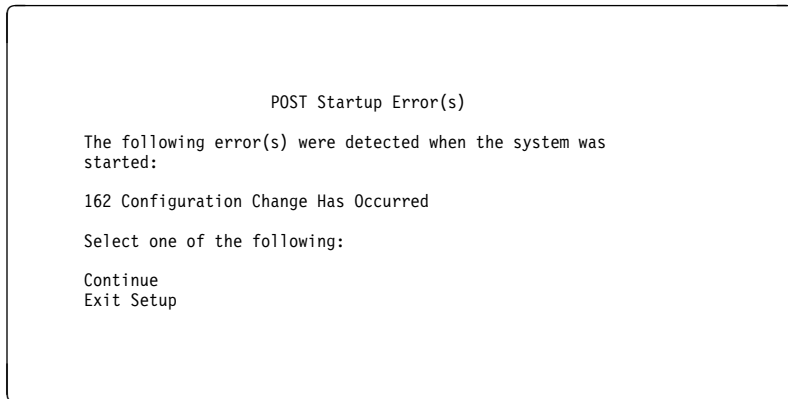 POST Startup Error(s)
The following error(s) were detected when the system was
started:
162 Configuration Change Has Occurred
Select one of the following:
Continue
Exit Setup